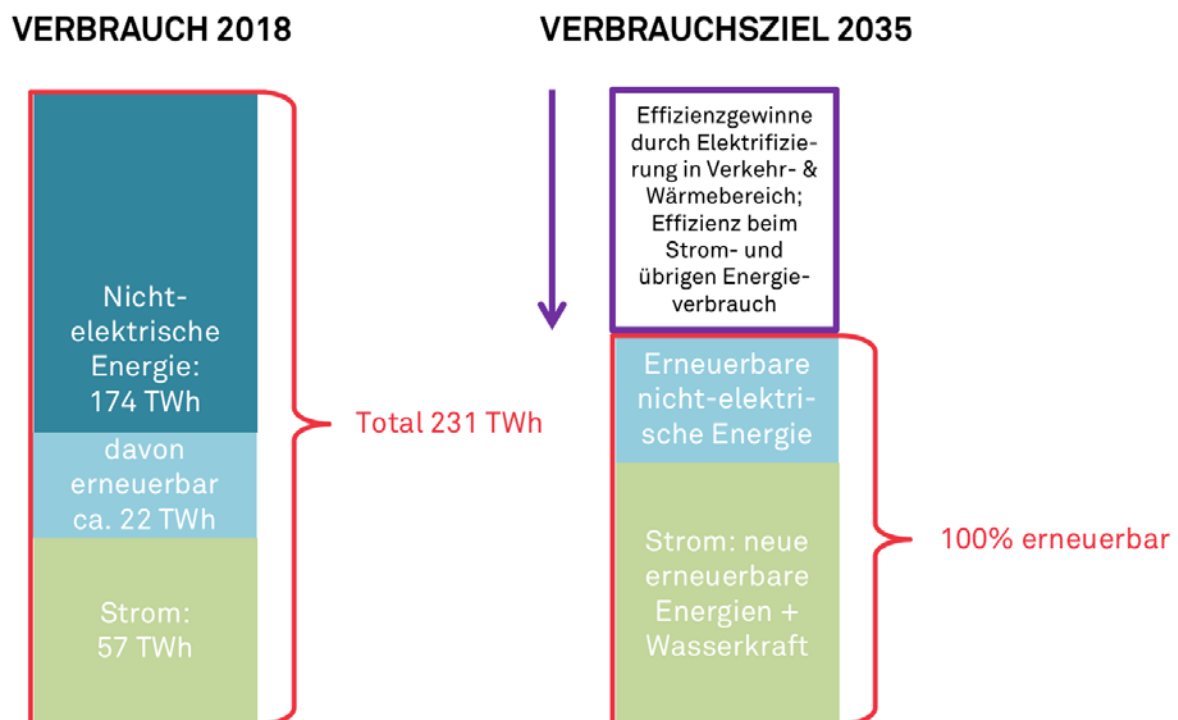 VERBRAUCH 2018
Nicht-
elektrische
Energie:
174 TWh
davon
erneuerbar
ca. 22 TWh
Strom:
57 TWh
Total 231 TWh
VERBRAUCHSZIEL 2035
Effizienzgewinne
durch Elektrifizie-
rung in Verkehr- &
Wärmebereich;
Effizienz beim
Strom- und
übrigen Energie-
verbrauch
Erneuerbare
nicht-elektri-
sche Energie
Strom: neue
erneuerbare
Energien +
Wasserkraft
100% erneuerbar